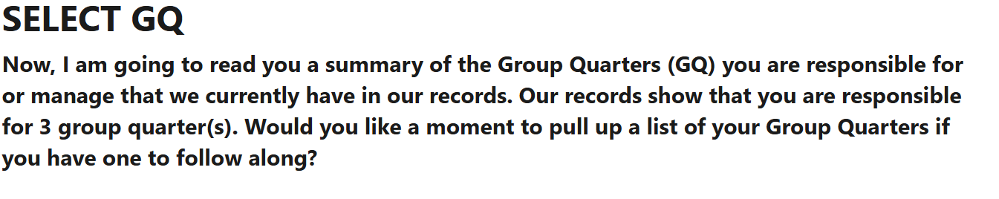 SELECT GQ
Now, I am going to read you a summary of the Group Quarters (GQ) you are responsible for
or manage that we currently have in our records. Our records show that you are responsible
for 3 group quarter(s). Would you like a moment to pull up a list of your Group Quarters if
you have one to follow along?